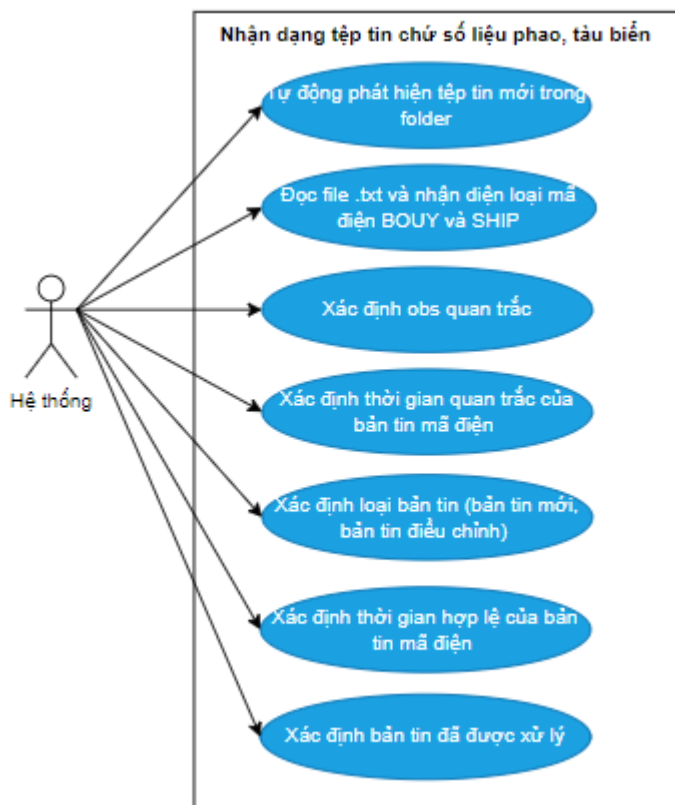 Nhận dạng tệp tin chứ số liệu phao, tàu biển
Tự động phát hiện tệp tin mới trong
folder
Đọc file .txt và nhận diện loại mã
điện BOUY và SHIP
Xác định obs quan trắc
Hệ thống
Xác định thời gian quan trắc của
bản tin mã điện
Xác định loại bản tin (bản tin mới,
bản tin điều chỉnh)
Xác định thời gian hợp lệ của bản
tin mã điện
Xác định bản tin đã được xử lý